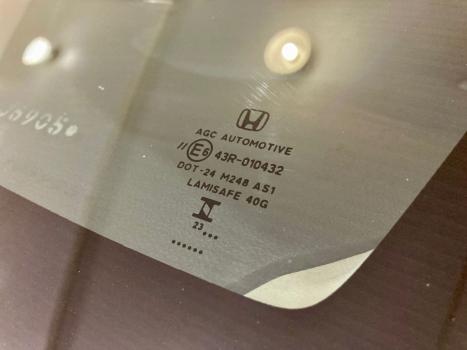 AGC AUTOMOTIVE
// E6 43R-010432
DOT-24 M248 AS1
LAMISAFE 40G
23...
......